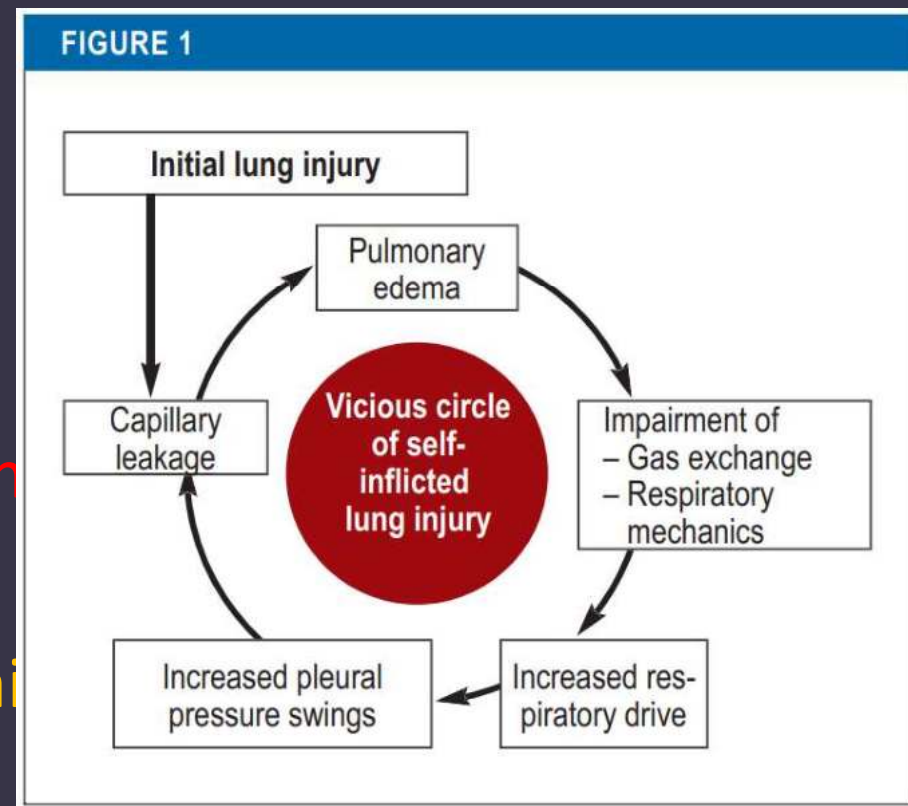 FIGURE 1
Initial lung injury
Pulmonary
edema
Capillary
leakage
Vicious circle
of self-
inflicted
lung injury
Impairment of
– Gas exchange
– Respiratory
mechanics
Increased pleural
pressure swings
Increased res-
piratory drive